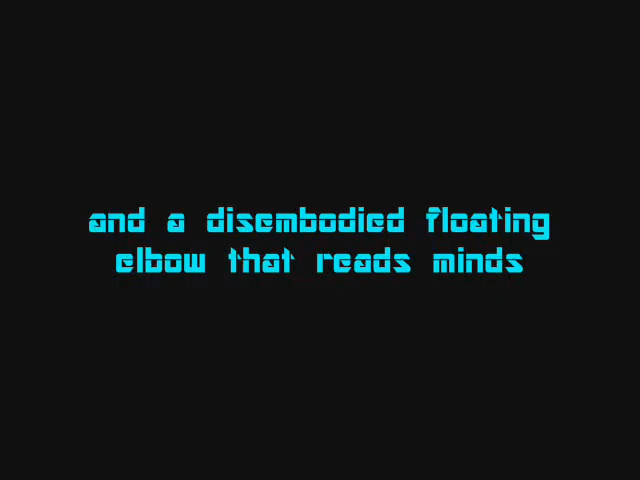 and a disembodied floating
elbow that reads minds